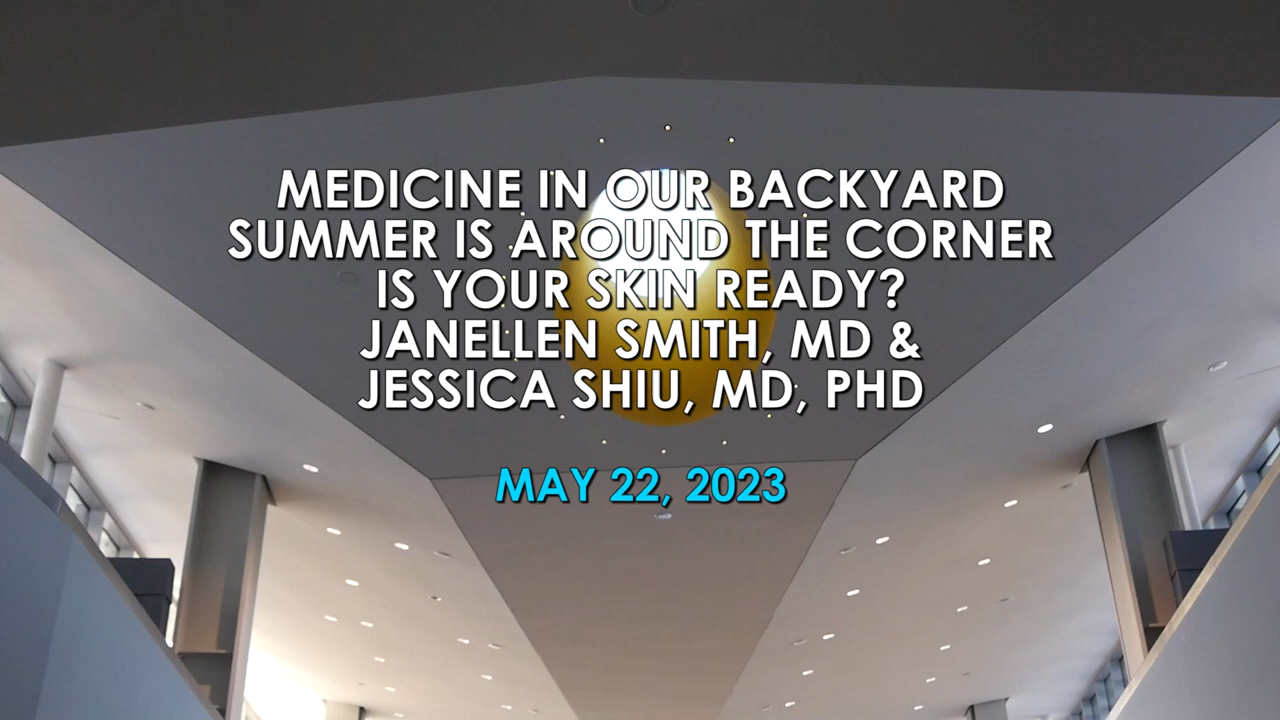 MEDICINE IN OUR BACKYARD
SUMMER IS AROUND THE CORNER
IS YOUR SKIN READY?
JANELLEN SMITH, MD &
JESSICA SHIU, MD, PHD
MAY 22, 2023